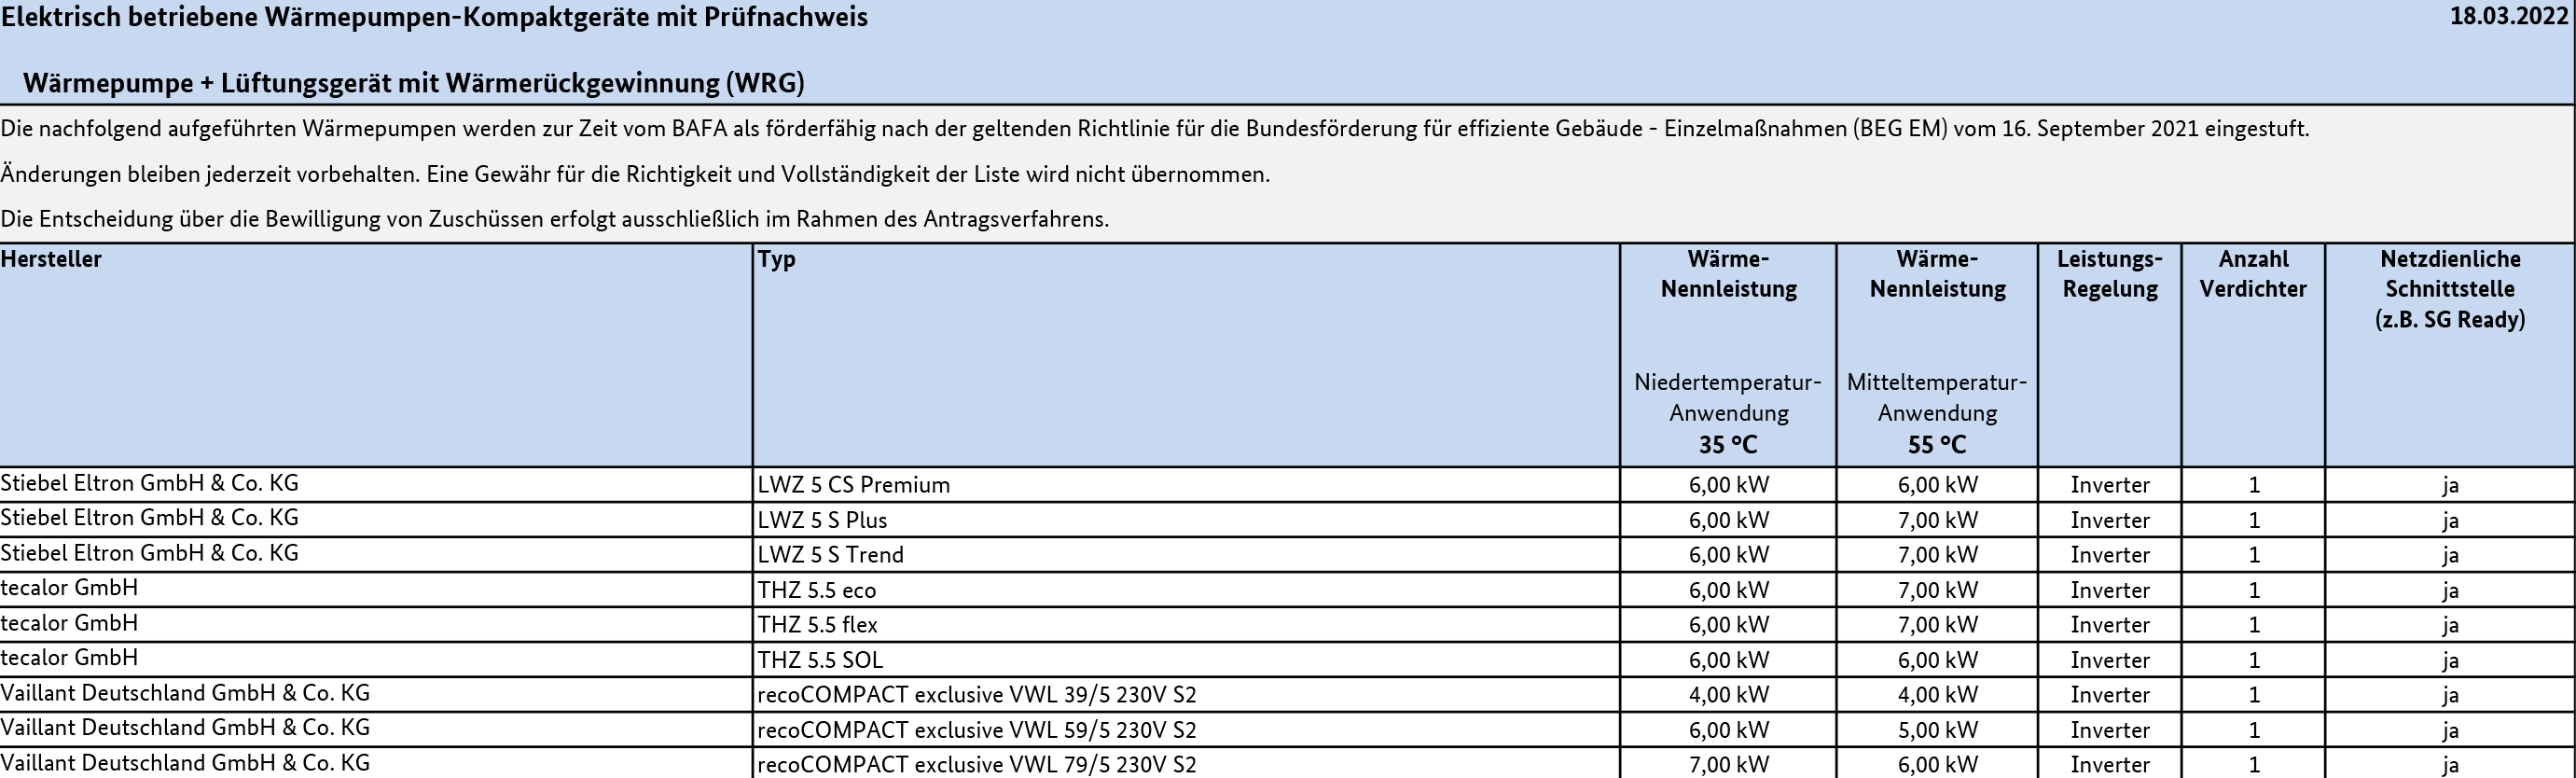 Elektrisch betriebene Wärmepumpen-Kompaktgeräte mit Prüfnachweis 18.03.2022
Wärmepumpe + Lüftungsgerät mit Wärmerückgewinnung (WRG)
Die nachfolgend aufgeführten Wärmepumpen werden zur Zeit vom BAFA als förderfähig nach der geltenden Richtlinie für die Bundesförderung für effiziente Gebäude - Einzelmaßnahmen (BEG EM) vom 16. September 2021 eingestuft.
Änderungen bleiben jederzeit vorbehalten. Eine Gewähr für die Richtigkeit und Vollständigkeit der Liste wird nicht übernommen.
Die Entscheidung über die Bewilligung von Zuschüssen erfolgt ausschließlich im Rahmen des Antragsverfahrens.
Hersteller Typ Wärme- Wärme- Leistungs- Anzahl Netzdienliche
Nennleistung Nennleistung Regelung Verdichter Schnittstelle
(z.B. SG Ready)
Niedertemperatur- Mitteltemperatur-
Anwendung Anwendung
35 °C 55 °C
Stiebel Eltron GmbH & Co. KG LWZ 5 CS Premium 6,00 kW 6,00 kW Inverter 1 ja
Stiebel Eltron GmbH & Co. KG LWZ 5 S Plus 6,00 kW 7,00 kW Inverter 1 ja
Stiebel Eltron GmbH & Co. KG LWZ 5 S Trend 6,00 kW 7,00 kW Inverter 1 ja
tecalor GmbH THZ 5.5 eco 6,00 kW 7,00 kW Inverter 1 ja
tecalor GmbH THZ 5.5 flex 6,00 kW 7,00 kW Inverter 1 ja
tecalor GmbH THZ 5.5 SOL 6,00 kW 6,00 kW Inverter 1 ja
Vaillant Deutschland GmbH & Co. KG recoCOMPACT exclusive VWL 39/5 230V S2 4,00 kW 4,00 kW Inverter 1 ja
Vaillant Deutschland GmbH & Co. KG recoCOMPACT exclusive VWL 59/5 230V S2 6,00 kW 5,00 kW Inverter 1 ja
Vaillant Deutschland GmbH & Co. KG recoCOMPACT exclusive VWL 79/5 230V S2 7,00 kW 6,00 kW Inverter 1 ja